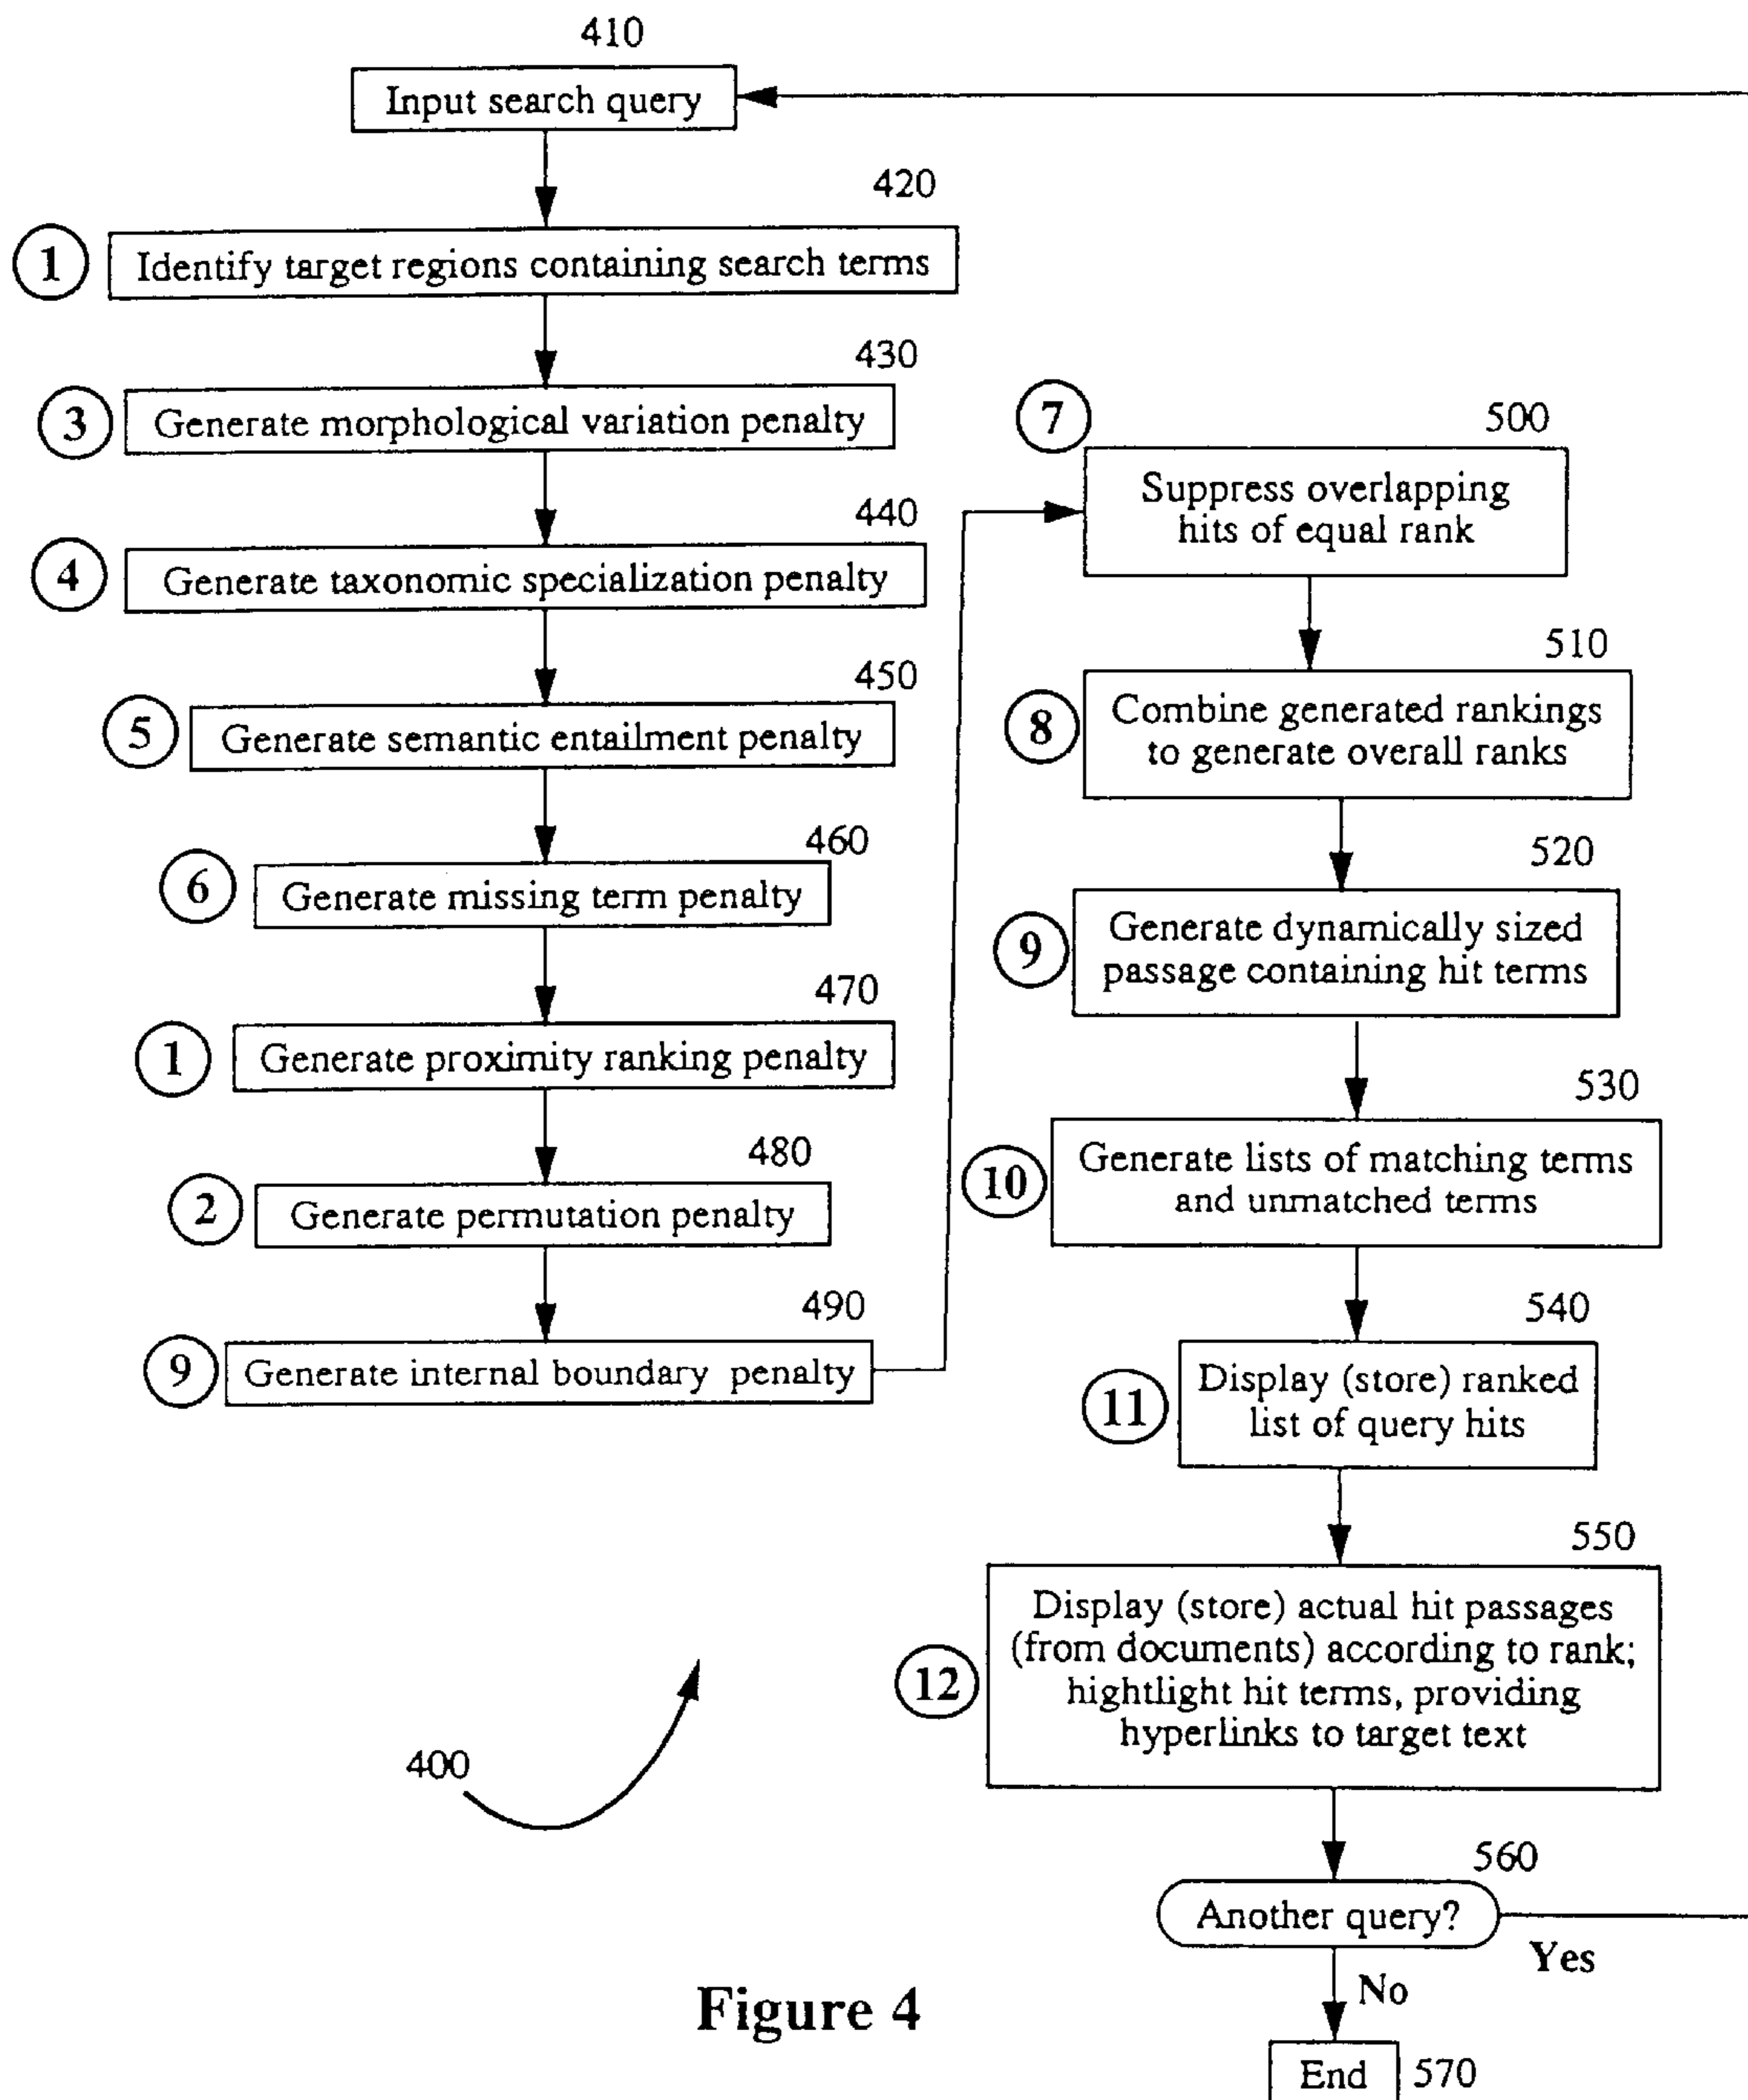 410
Input search query
420
1
Identify target regions containing search terms
430
3
Generate morphological variation penalty
440
4
Generate taxonomic specialization penalty
450
5
Generate semantic entailment penalty
460
6
Generate missing term penalty
470
1
Generate proximity ranking penalty
480
2
Generate permutation penalty
490
9
Generate internal boundary penalty
7
500
Suppress overlapping
hits of equal rank
510
8
Combine generated rankings
to generate overall ranks
520
9
Generate dynamically sized
passage containing hit terms
530
10
Generate lists of matching terms
and unmatched terms
540
11
Display (store) ranked
list of query hits
550
12
Display (store) actual hit passages
(from documents) according to rank;
hightlight hit terms, providing
hyperlinks to target text
560
Another query?
Yes
No
End
570
400
Figure 4